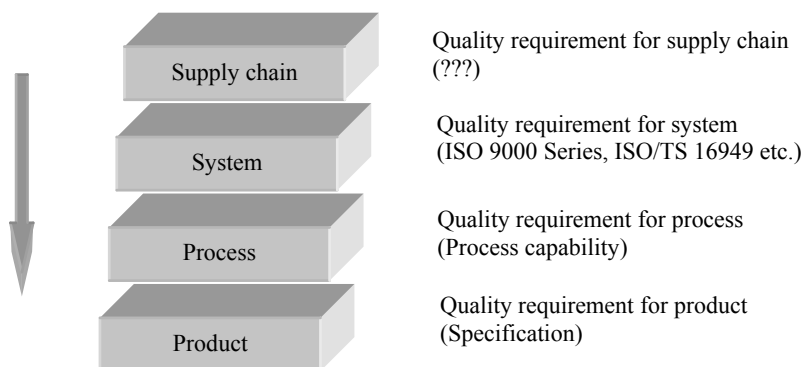 Supply chain
Quality requirement for supply chain
(???)
System
Quality requirement for system
(ISO 9000 Series, ISO/TS 16949 etc.)
Process
Quality requirement for process
(Process capability)
Product
Quality requirement for product
(Specification)